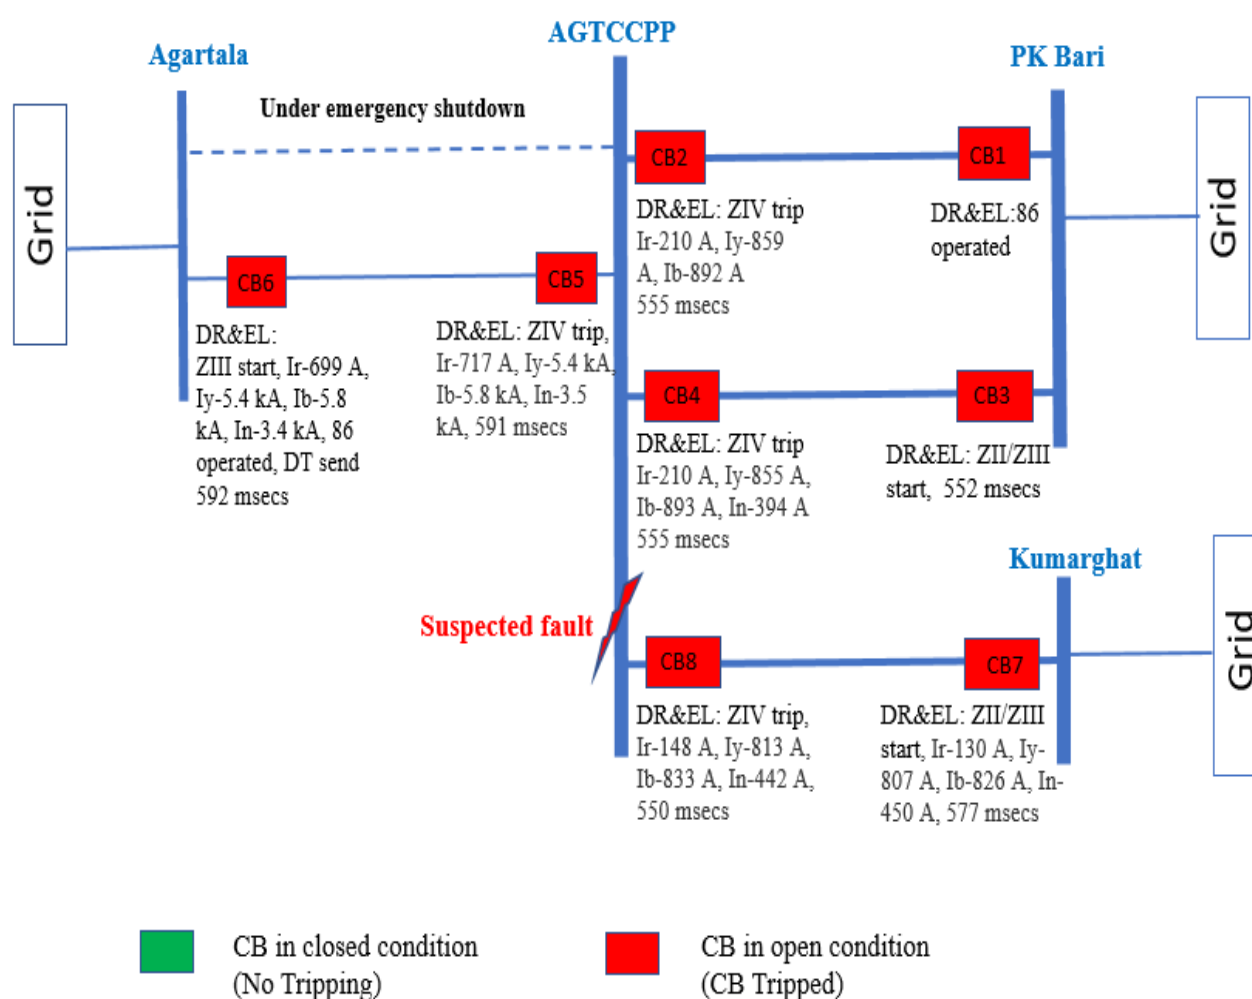 AGTCCPP
Agartala
PK Bari
Under emergency shutdown
Grid
Grid
CB2
CB1
DR&EL: ZIV trip
Ir-210 A, Iy-859
A, Ib-892 A
555 msecs
DR&EL:86
operated
CB6
CB5
DR&EL:
ZIII start, Ir-699 A,
Iy-5.4 kA, Ib-5.8
kA, In-3.4 kA, 86
operated, DT send
592 msecs
DR&EL: ZIV trip,
Ir-717 A, Iy-5.4 kA,
Ib-5.8 kA, In-3.5
kA, 591 msecs
CB4
CB3
DR&EL: ZIV trip
Ir-210 A, Iy-855 A,
Ib-893 A, In-394 A
555 msecs
DR&EL: ZII/ZIII
start,  552 msecs
Kumarghat
Suspected fault
Grid
CB8
CB7
DR&EL: ZIV trip,
Ir-148 A, Iy-813 A,
Ib-833 A, In-442 A,
550 msecs
DR&EL: ZII/ZIII
start, Ir-130 A, Iy-
807 A, Ib-826 A, In-
450 A, 577 msecs
CB in closed condition
(No Tripping)
CB in open condition
(CB Tripped)